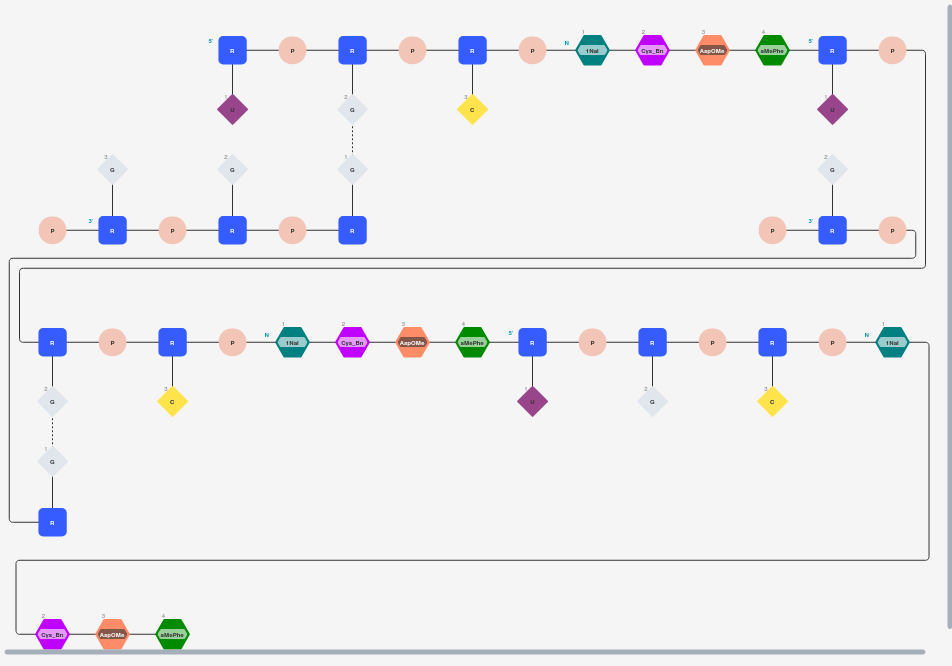 1 2 3 4
5' R P R P R P N 1Nal Cys_Bn AspOMe aMePhe 5' R P
1 2 3 1
U G C U
3 2 1 2
G G G G
3' 3'
P R P R P R P R P
1 2 3 4 1
R P R P N 1Nal Cys_Bn AspOMe aMePhe 5' R P R P R P N 1Nal
2 3 1 2 3
G C U G C
1
G
R
2 3 4
Cys_Bn AspOMe aMePhe